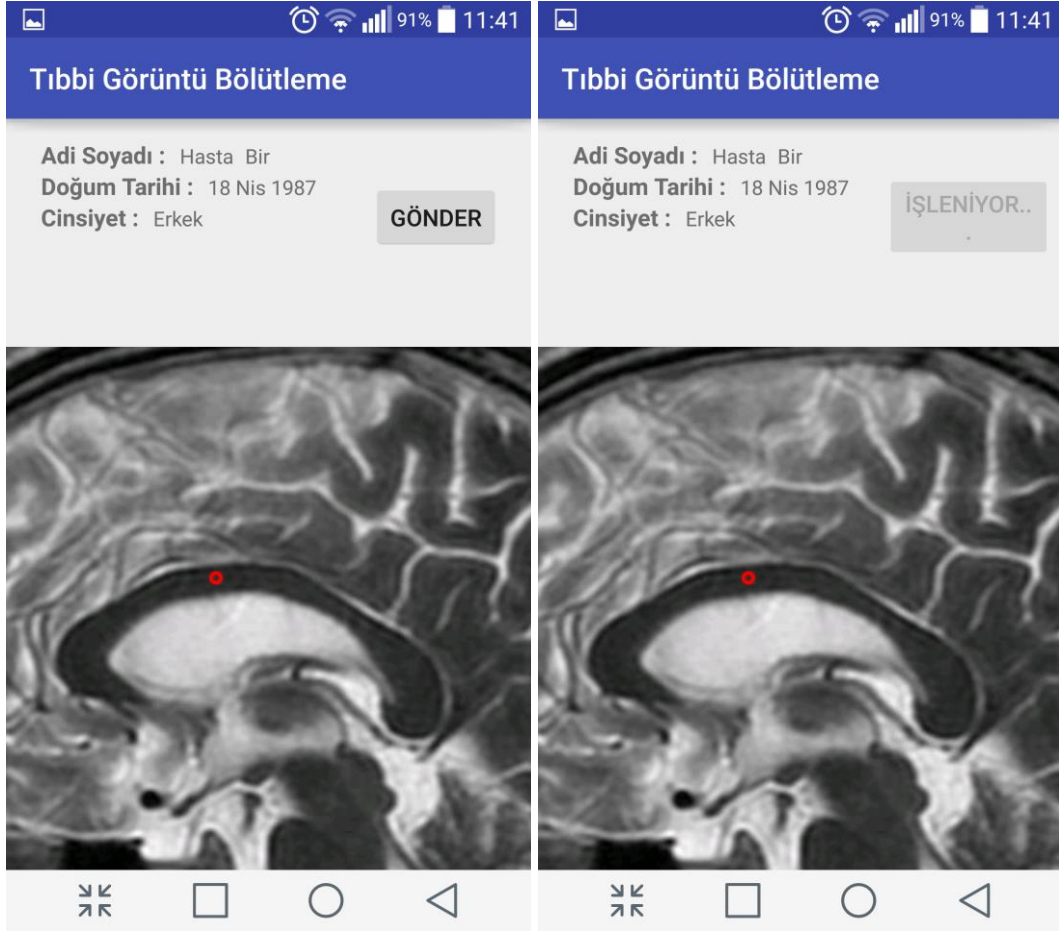 91% 11:41
Tıbbi Görüntü Bölütleme
Adi Soyadı : Hasta Bir
Doğum Tarihi : 18 Nis 1987
Cinsiyet : Erkek
GÖNDER
91% 11:41
Tıbbi Görüntü Bölütleme
Adi Soyadı : Hasta Bir
Doğum Tarihi : 18 Nis 1987
Cinsiyet : Erkek
İŞLENİYOR..
.